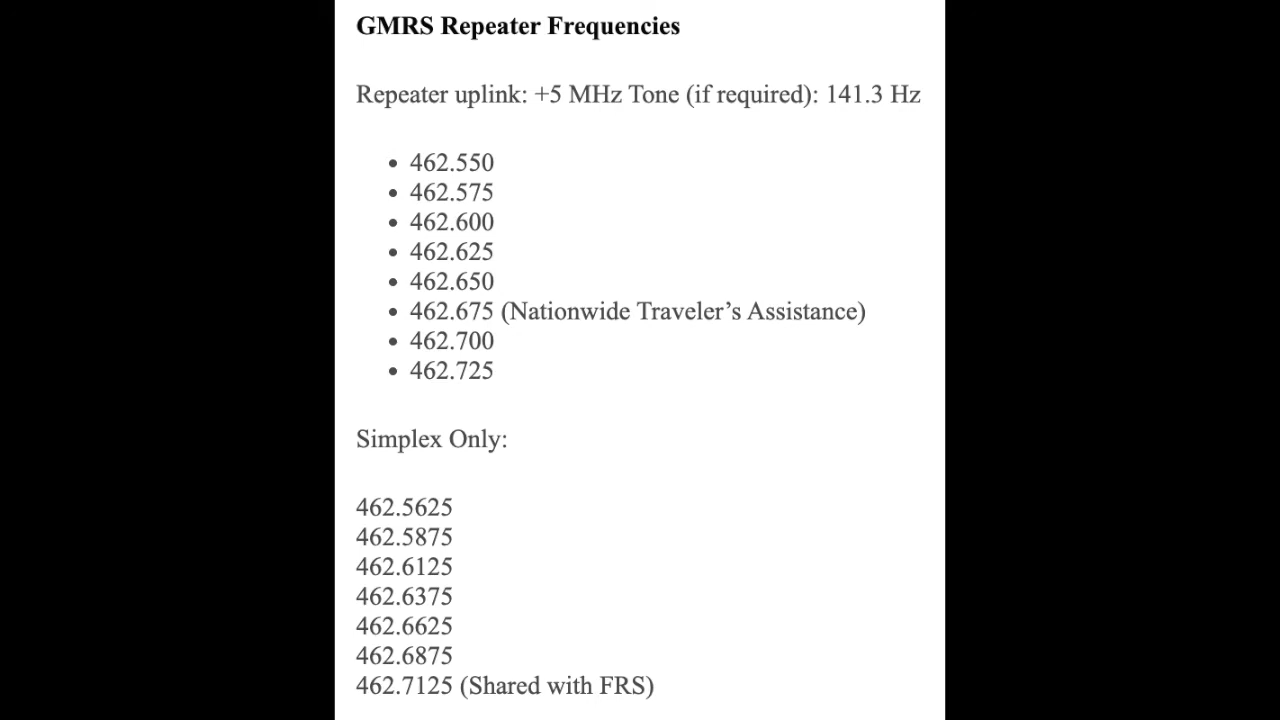 GMRS Repeater Frequencies
Repeater uplink: +5 MHz Tone (if required): 141.3 Hz
• 462.550
• 462.575
• 462.600
• 462.625
• 462.650
• 462.675 (Nationwide Traveler’s Assistance)
• 462.700
• 462.725
Simplex Only:
462.5625
462.5875
462.6125
462.6375
462.6625
462.6875
462.7125 (Shared with FRS)